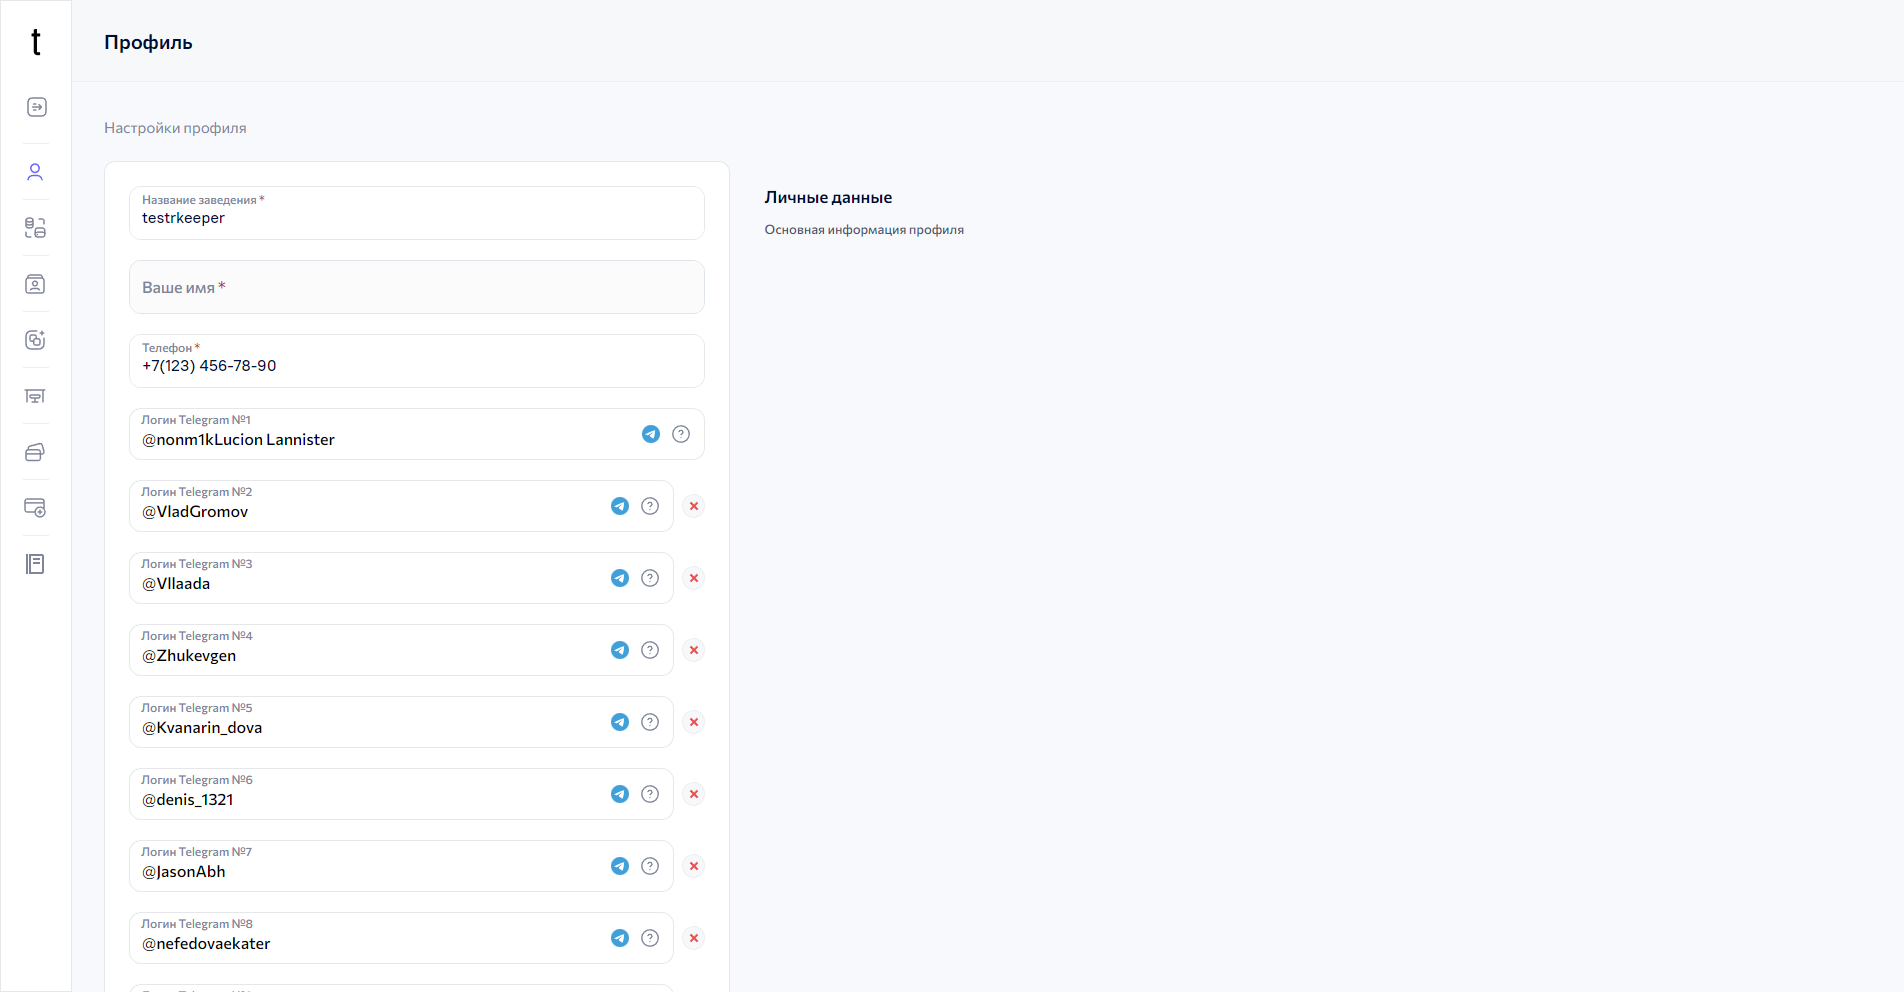 t
Профиль
Настройки профиля
Название заведения *
testrkeeper
Ваше имя *
Телефон *
+7(123) 456-78-90
Логин Telegram №1
@nonm1kLucion Lannister
Логин Telegram №2
@VladGromov
Логин Telegram №3
@Vllaada
Логин Telegram №4
@Zhukevgen
Логин Telegram №5
@Kvanarin_dova
Логин Telegram №6
@denis_1321
Логин Telegram №7
@JasonAbh
Логин Telegram №8
@nefedovaekater
Личные данные
Основная информация профиля